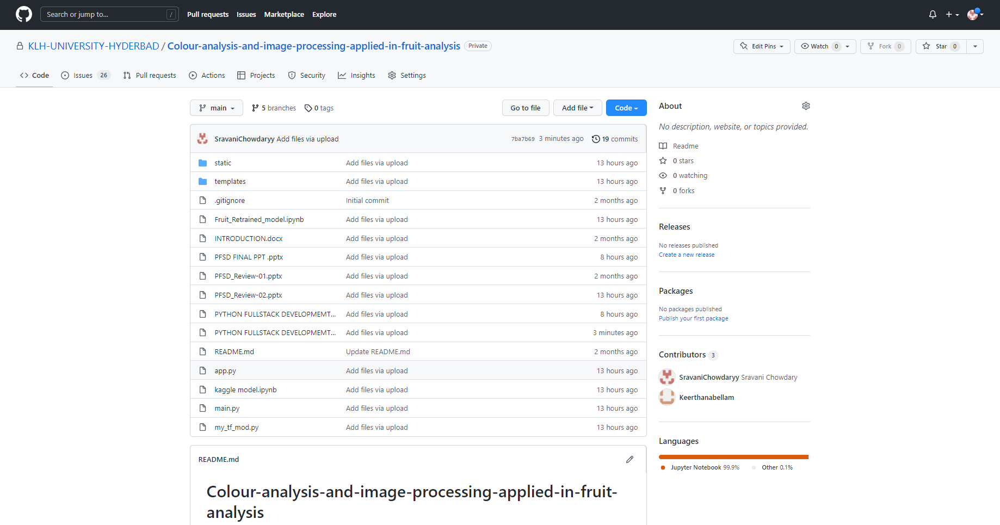 Search or jump to... /
Pull requests Issues Marketplace Explore
KLH-UNIVERSITY-HYDERBAD / Colour-analysis-and-image-processing-applied-in-fruit-analysis Private
Edit Pins Watch 0 Fork 0 Star 0
Code Issues 26 Pull requests Actions Projects Security Insights Settings
main 5 branches 0 tags Go to file Add file Code
SravaniChowdaryy Add files via upload 7ba7b69 3 minutes ago 19 commits
static Add files via upload 13 hours ago
templates Add files via upload 13 hours ago
.gitignore Initial commit 2 months ago
Fruit_Retrained_model.ipynb Add files via upload 13 hours ago
INTRODUCTION.docx Add files via upload 2 months ago
PFSD FINAL PPT .pptx Add files via upload 8 hours ago
PFSD_Review-01.pptx Add files via upload 2 months ago
PFSD_Review-02.pptx Add files via upload 13 hours ago
PYTHON FULLSTACK DEVELOPMEMT... Add files via upload 8 hours ago
PYTHON FULLSTACK DEVELOPMEMT... Add files via upload 3 minutes ago
README.md Update README.md 2 months ago
app.py Add files via upload 13 hours ago
kaggle model.ipynb Add files via upload 13 hours ago
main.py Add files via upload 13 hours ago
my_tf_mod.py Add files via upload 13 hours ago
README.md
Colour-analysis-and-image-processing-applied-in-fruit-
analysis
About
No description, website, or topics provided.
Readme
0 stars
0 watching
0 forks
Releases
No releases published
Create a new release
Packages
No packages published
Publish your first package
Contributors 3
SravaniChowdaryy Sravani Chowdary
Keerthanabellam
Languages
Jupyter Notebook 99.9% Other 0.1%